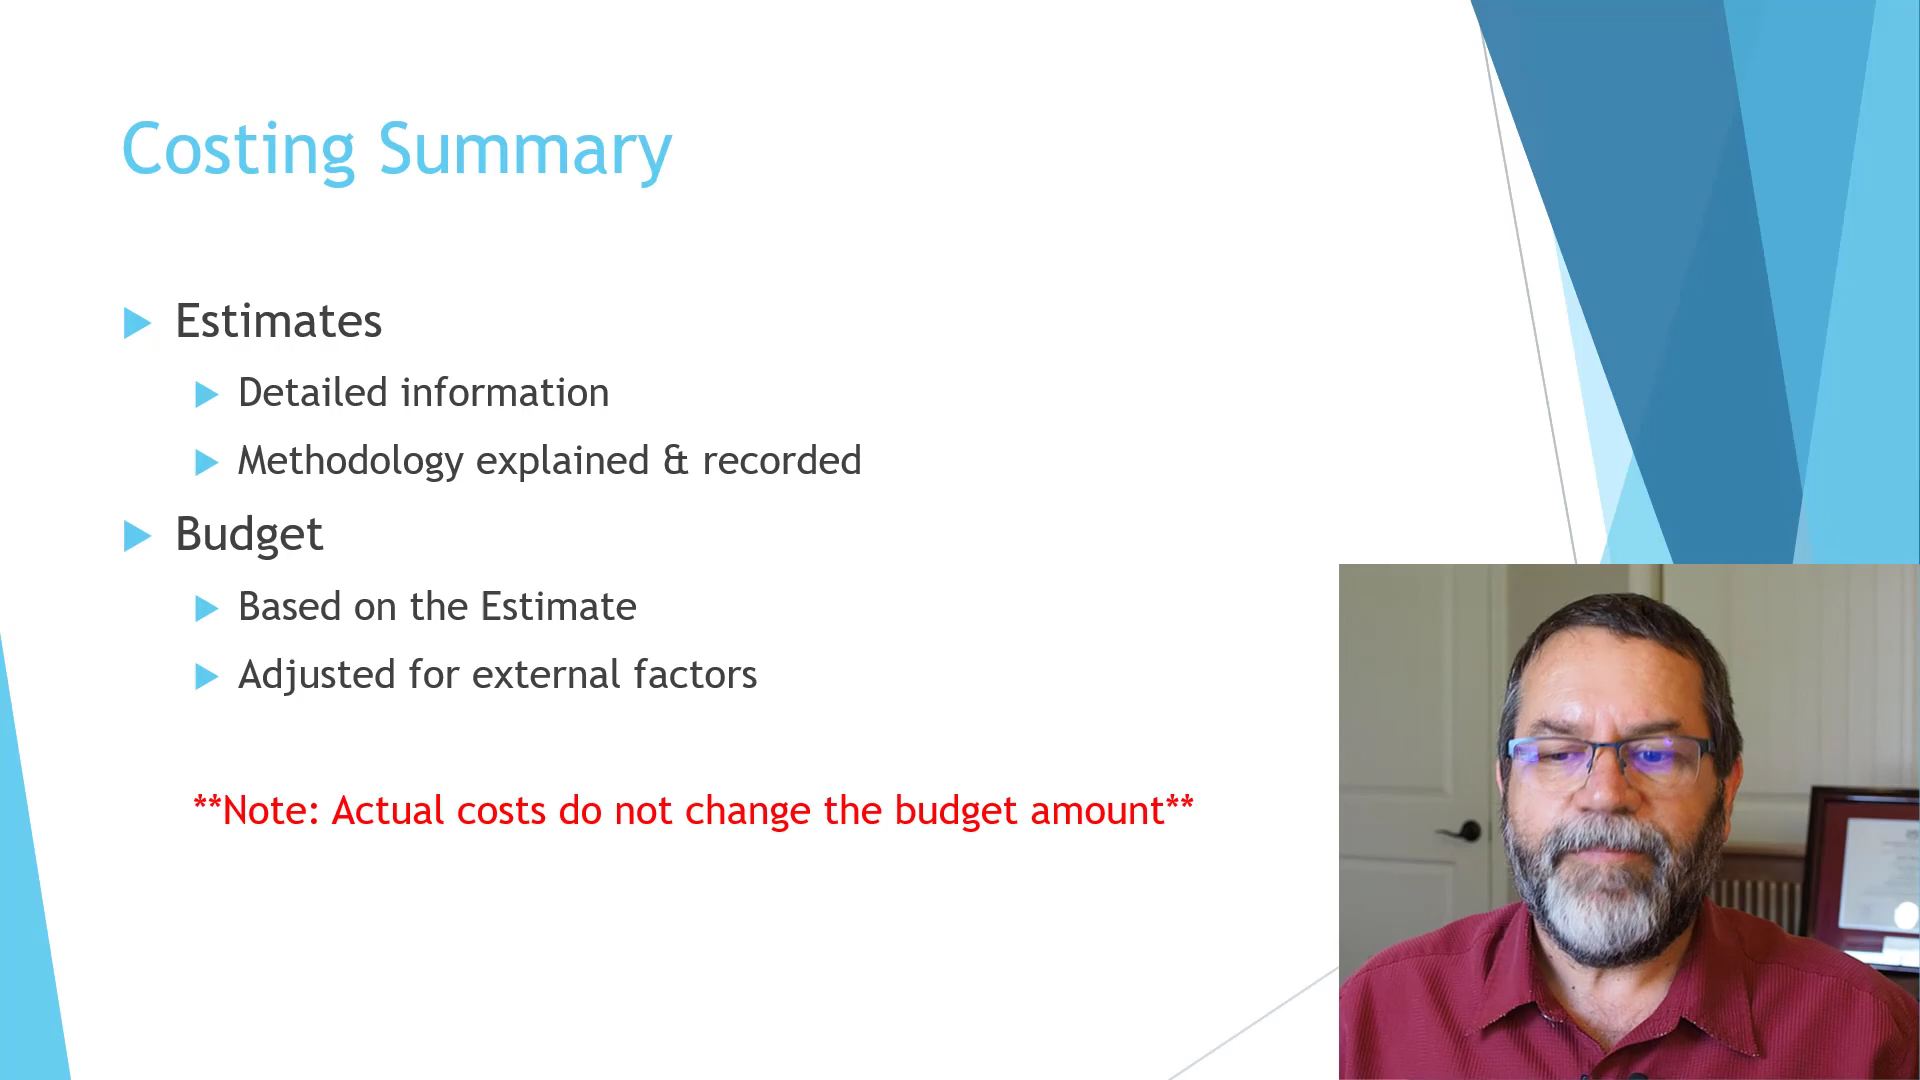 Costing Summary
Estimates
Detailed information
Methodology explained & recorded
Budget
Based on the Estimate
Adjusted for external factors
**Note: Actual costs do not change the budget amount**